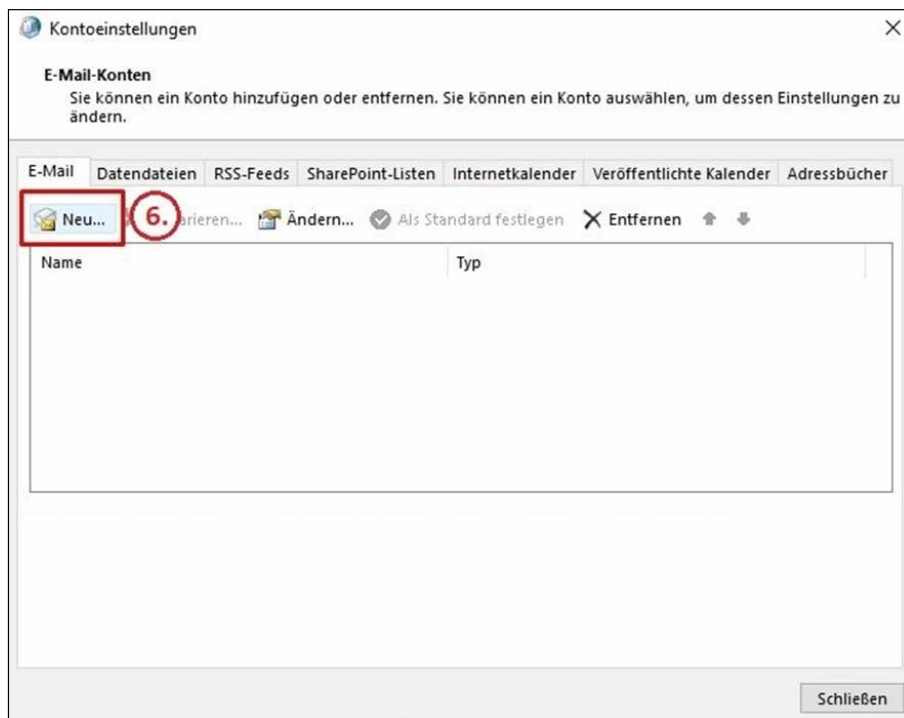 Kontoeinstellungen
E-Mail-Konten
Sie können ein Konto hinzufügen oder entfernen. Sie können ein Konto auswählen, um dessen Einstellungen zu
ändern.
E-Mail Datendateien RSS-Feeds SharePoint-Listen Internetkalender Veröffentlichte Kalender Adressbücher
Neu... 6. arieren... Ändern... Als Standard festlegen Entfernen
Name Typ
Schließen